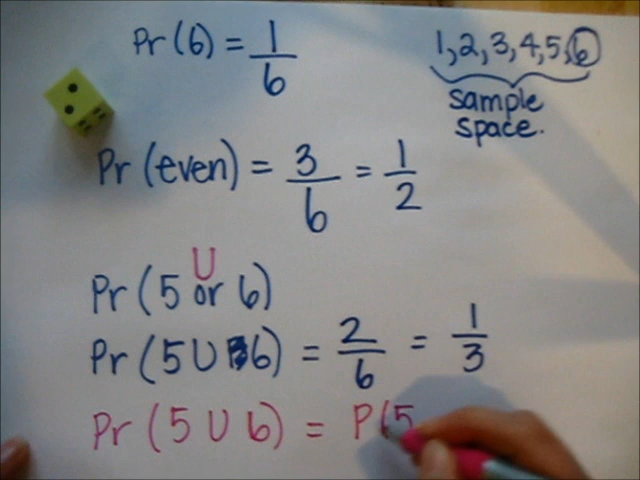 Pr(6) = 1/6
1,2,3,4,5,6
sample
space.
Pr(even) = 3/6 = 1/2
U
Pr(5 or 6)
Pr(5 U 6) = 2/6 = 1/3
Pr(5 U 6) = P(5